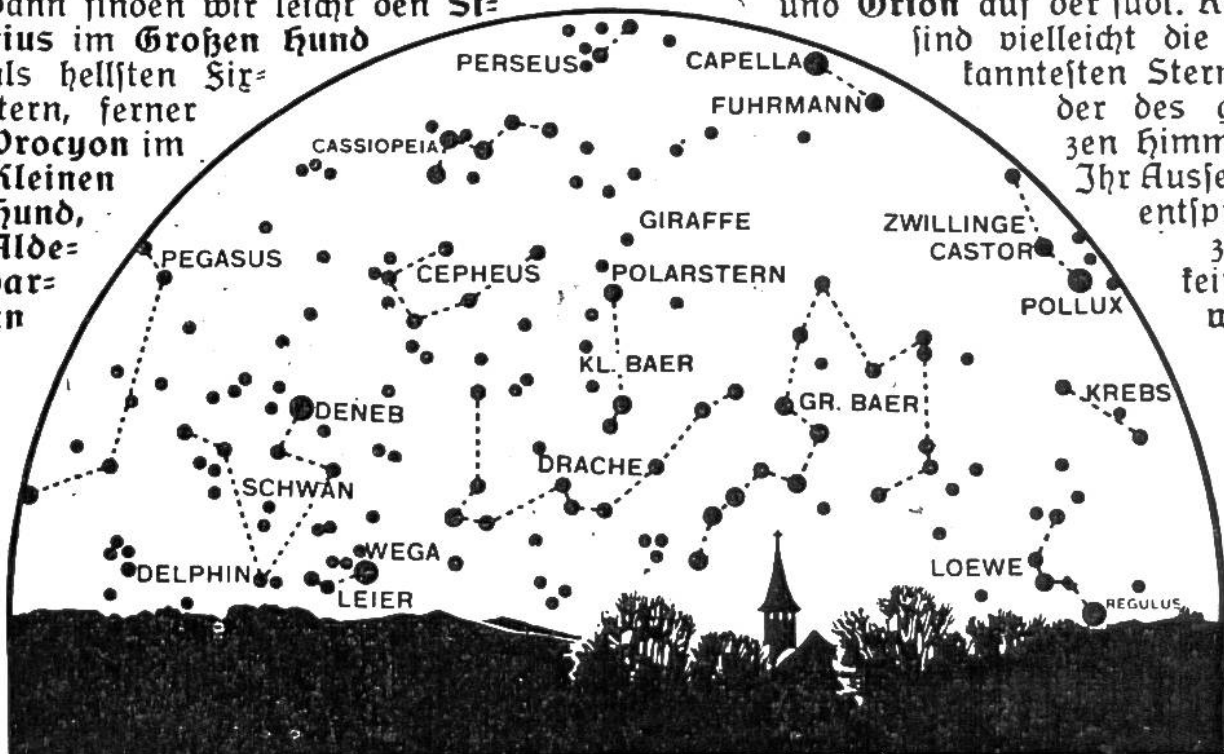 dann finden wir leicht den Si-
rius im Großen Hund
als hellsten Fix-
stern, ferner
Procyon im
Kleinen
Hund,
Alde-
bar-
und Orion auf der südl.
sind vielleicht die
kanntesten Stern
der des
zen Himm
Ihr Ausse
entsp
PERSEUS
CAPELLA
FUHRMANN
CASSIOPEIA
GIRAFFE
ZWILLINGE
CASTOR
PEGASUS
CEPHEUS
POLARSTERN
POLLUX
KL. BAER
KREBS
DENEB
GR. BAER
DRACHE
SCHWAN
WEGA
DELPHIN
LOEWE
LEIER
REGULUS